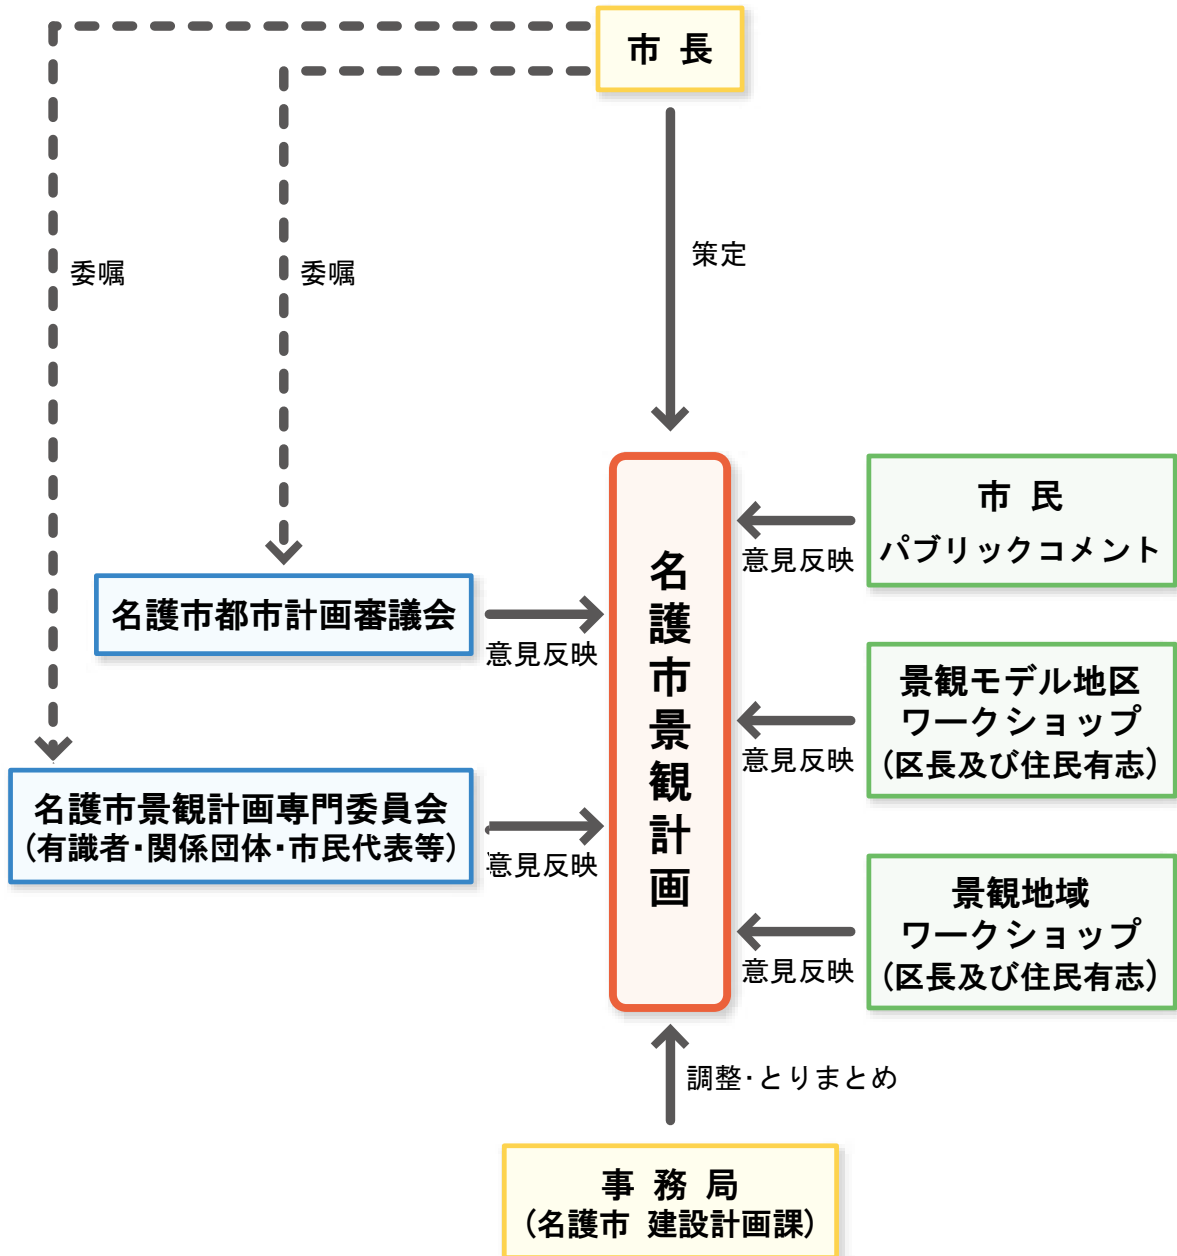 市 長
委嘱
委嘱
策定
市 民
パブリックコメント
意見反映
名護市都市計画審議会
意見反映
名護市景観計画
景観モデル地区
ワークショップ
(区長及び住民有志)
意見反映
名護市景観計画専門委員会
(有識者・関係団体・市民代表等)
意見反映
景観地域
ワークショップ
(区長及び住民有志)
意見反映
調整・とりまとめ
事 務 局
(名護市 建設計画課)